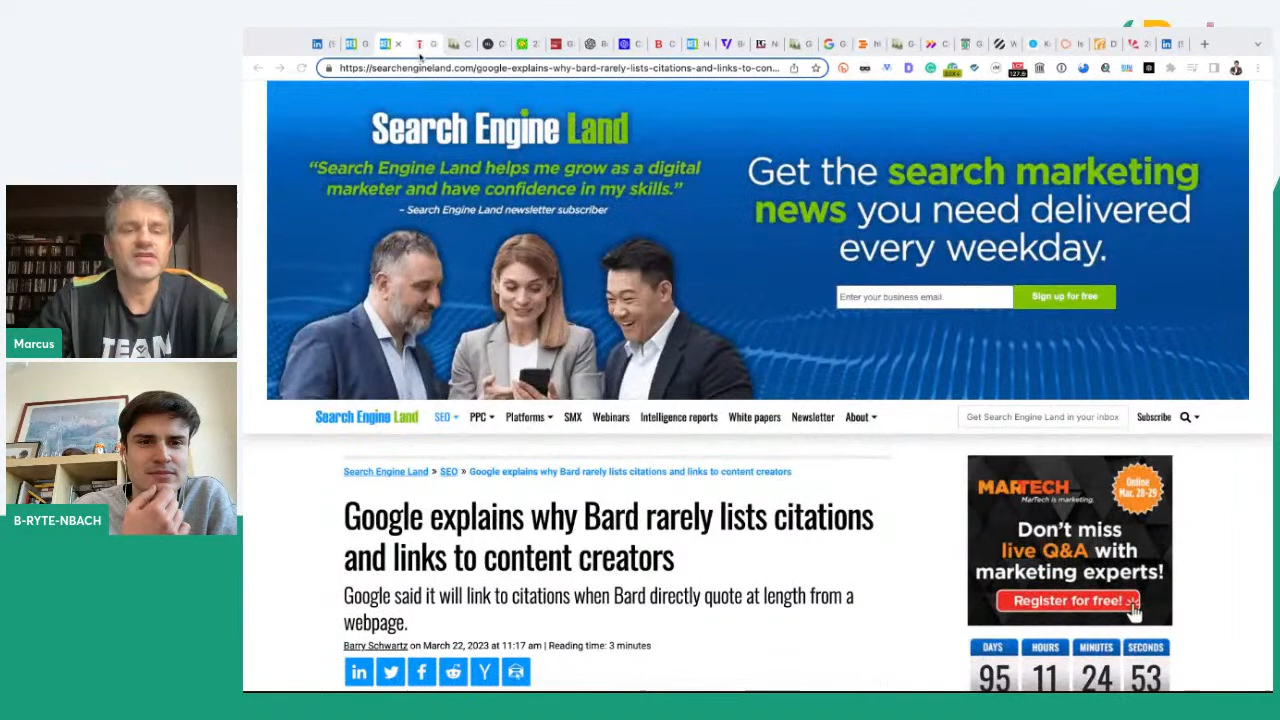 https://searchengineland.com/google-explains-why-bard-rarely-lists-citations-and-links-to-con...
Search Engine Land
“Search Engine Land helps me grow as a digital
marketer and have confidence in my skills.”
– Search Engine Land newsletter subscriber
Get the search marketing
news you need delivered
every weekday.
Enter your business email
Sign up for free
Marcus
TEAM
B-RYTE-NBACH
Search Engine Land
SEO
PPC
Platforms
SMX
Webinars
Intelligence reports
White papers
Newsletter
About
Get Search Engine Land in your inbox
Subscribe
Search Engine Land » SEO » Google explains why Bard rarely lists citations and links to content creators
Google explains why Bard rarely lists citations
and links to content creators
Google said it will link to citations when Bard directly quote at length from a
webpage.
Barry Schwartz on March 22, 2023 at 11:17 am | Reading time: 3 minutes
MARTECH
MarTech is marketing.
Online
Mar. 28-29
Don’t miss
live Q&A with
marketing experts!
Register for free!
DAYS
HOURS
MINUTES
SECONDS
95
11
24
53